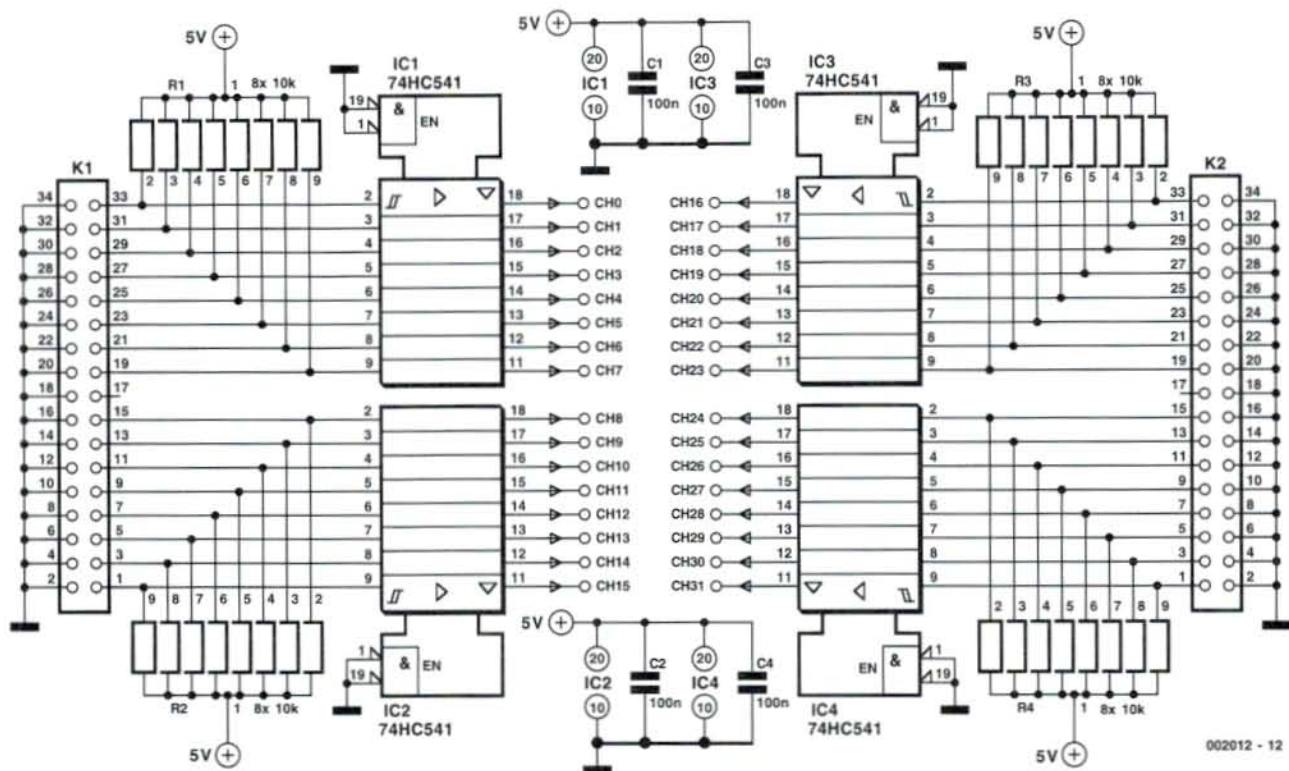 5V
R1 1 8x 10k
2 3 4 5 6 7 8 9
IC1
74HC541
19
1
&
EN
5V
20
IC1
10
C1
100n
20
IC3
10
C3
100n
IC3
74HC541
19
1
&
EN
5V
R3 1 8x 10k
9 8 7 6 5 4 3 2
K1
K2
34 33 2 18 CH0 CH16 18 2 33 34
32 31 3 17 CH1 CH17 17 3 31 32
30 29 4 16 CH2 CH18 16 4 29 30
28 27 5 15 CH3 CH19 15 5 27 28
26 25 6 14 CH4 CH20 14 6 25 26
24 23 7 13 CH5 CH21 13 7 23 24
22 21 8 12 CH6 CH22 12 8 21 22
20 19 9 11 CH7 CH23 11 9 19 20
18 17 17 18
16 15 2 18 CH8 CH24 18 2 15 16
14 13 3 17 CH9 CH25 17 3 13 14
12 11 4 16 CH10 CH26 16 4 11 12
10 9 5 15 CH11 CH27 15 5 9 10
8 7 6 14 CH12 CH28 14 6 7 8
6 5 7 13 CH13 CH29 13 7 5 6
4 3 8 12 CH14 CH30 12 8 3 4
2 1 9 11 CH15 CH31 11 9 1 2
9 8 7 6 5 4 3 2
R2 1 8x 10k
5V
1
19
&
EN
IC2
74HC541
5V
20
IC2
10
C2
100n
20
IC4
10
C4
100n
1
19
&
EN
IC4
74HC541
2 3 4 5 6 7 8 9
R4 1 8x 10k
5V
002012 - 12